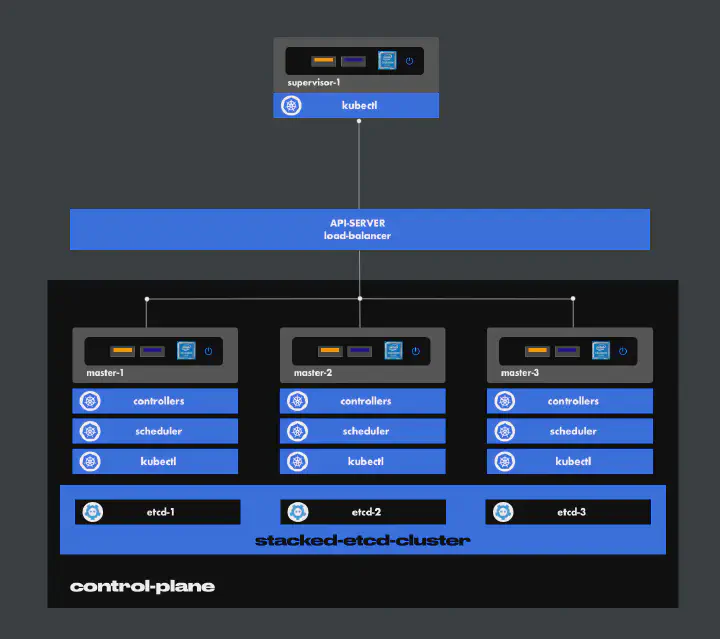 supervisor-1
kubectl
API-SERVER
load-balancer
master-1
master-2
master-3
controllers
controllers
controllers
scheduler
scheduler
scheduler
kubectl
kubectl
kubectl
etcd-1
etcd-2
etcd-3
stacked-etcd-cluster
control-plane